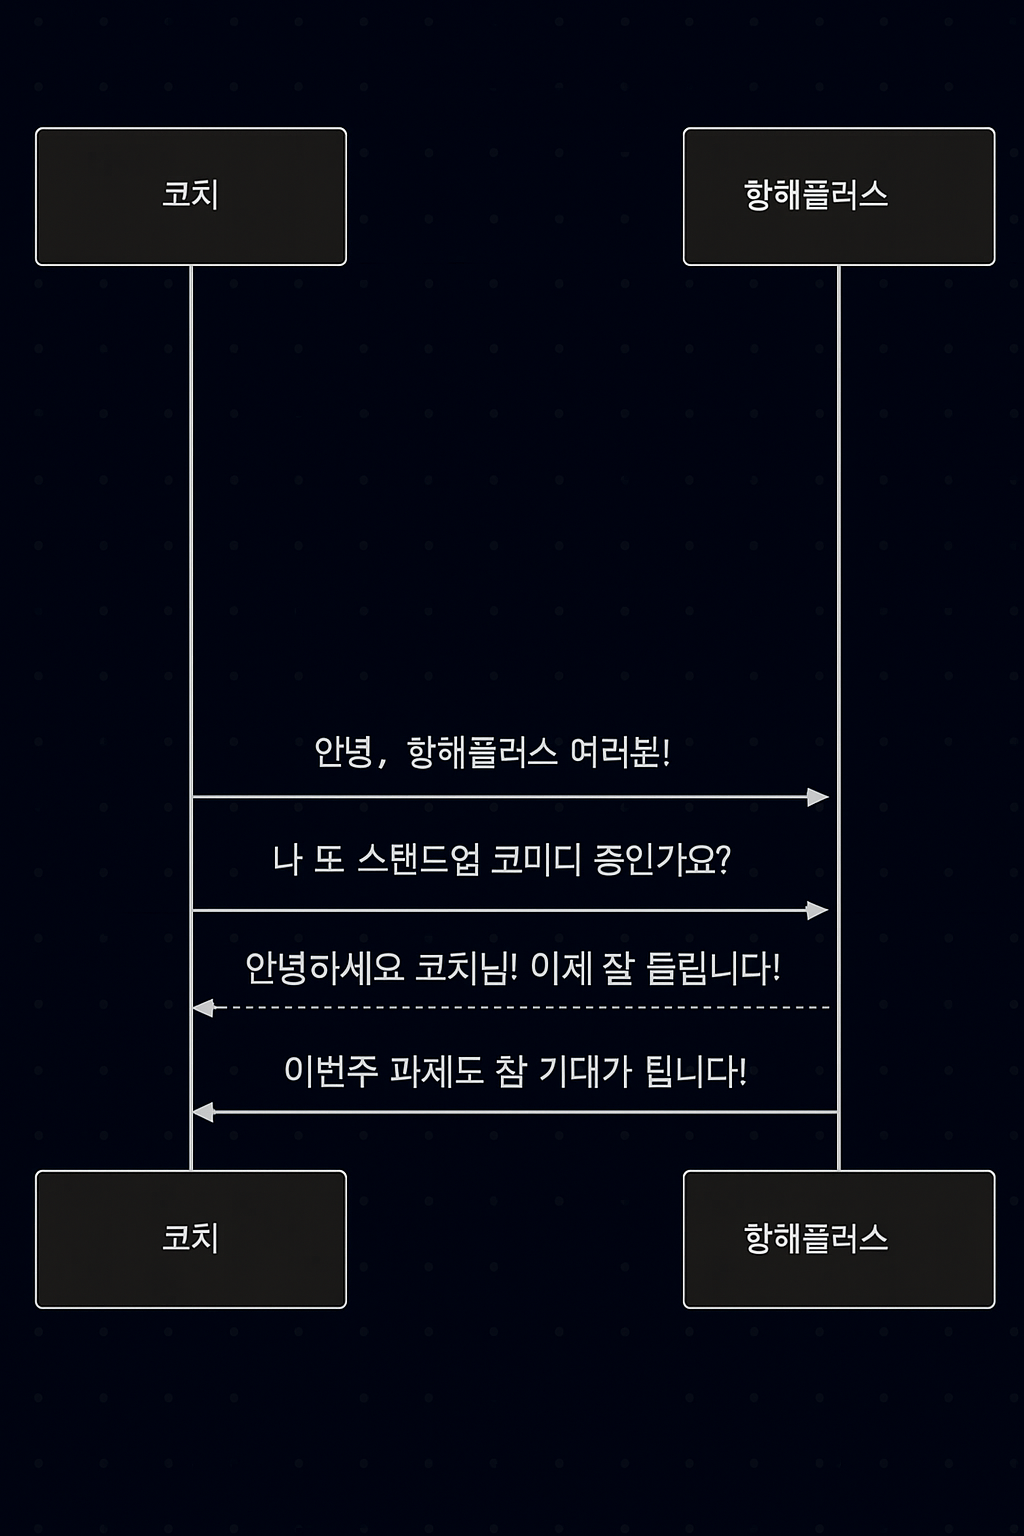 코치
항해플러스
안녕, 항해플러스 여러분!
나 또 스탠드업 코미디 증인가요?
안녕하세요 코치님! 이제 잘 들립니다!
이번주 과제도 참 기대가 팁니다!
코치
항해플러스